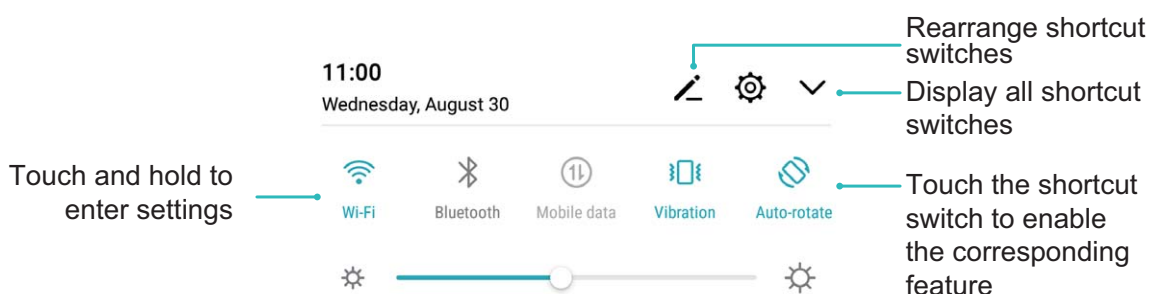 Rearrange shortcut
switches
11:00
Wednesday, August 30
Display all shortcut
switches
Touch and hold to
enter settings
Wi-Fi
Bluetooth
Mobile data
Vibration
Auto-rotate
Touch the shortcut
switch to enable
the corresponding
feature